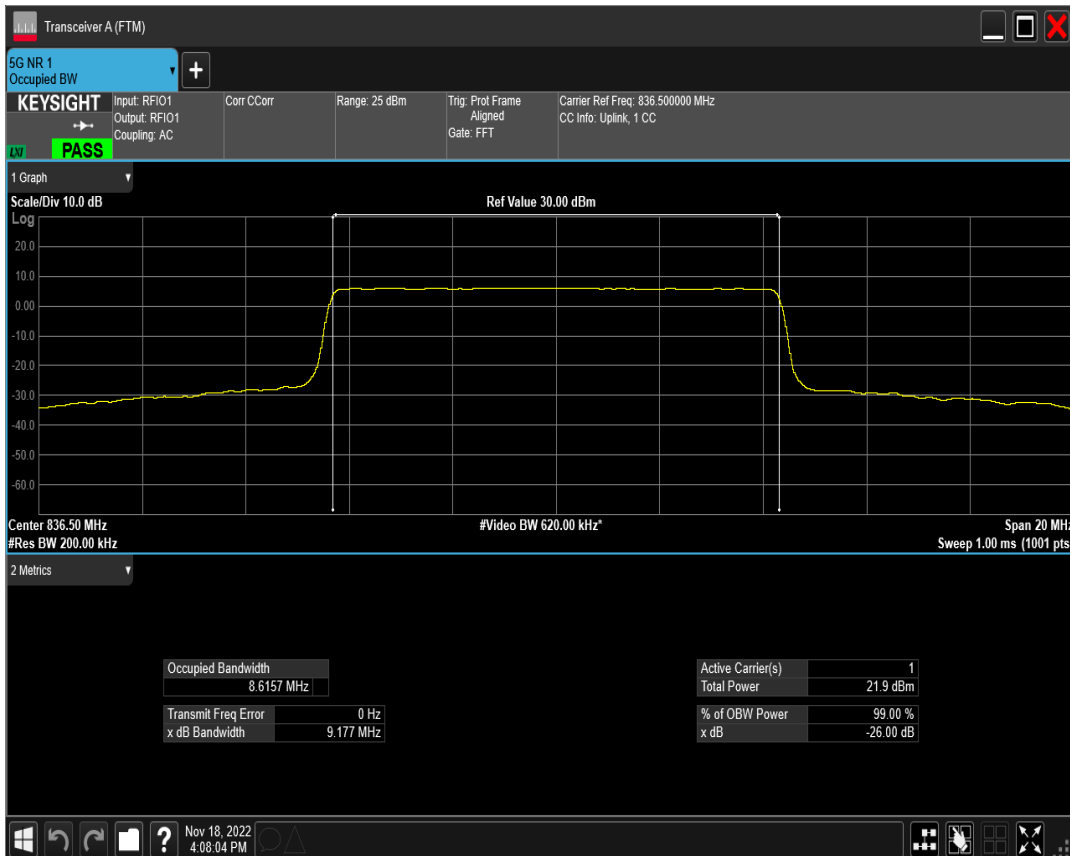 Transceiver A (FTM)
5G NR 1
Occupied BW
+
KEYSIGHT
LXI
PASS
Input: RFIO1
Output: RFIO1
Coupling: AC
Corr CCorr
Range: 25 dBm
Trig: Prot Frame
Aligned
Gate: FFT
Carrier Ref Freq: 836.500000 MHz
CC Info: Uplink, 1 CC
1 Graph
Scale/Div 10.0 dB
Ref Value 30.00 dBm
Log
20.0
10.0
0.00
-10.0
-20.0
-30.0
-40.0
-50.0
-60.0
Center 836.50 MHz
#Video BW 620.00 kHz*
Span 20 MHz
#Res BW 200.00 kHz
Sweep 1.00 ms (1001 pts
2 Metrics
Occupied Bandwidth
8.6157 MHz
Transmit Freq Error 0 Hz
x dB Bandwidth 9.177 MHz
Active Carrier(s) 1
Total Power 21.9 dBm
% of OBW Power 99.00 %
x dB -26.00 dB
?
Nov 18, 2022
4:08:04 PM